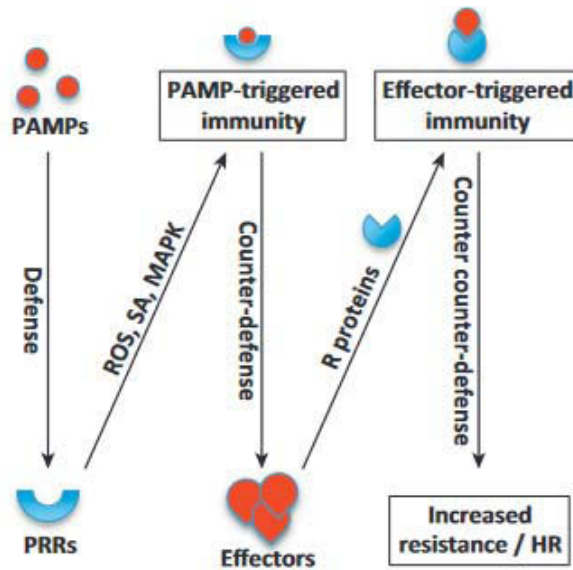 PAMPs
PAMP-triggered
immunity
Effector-triggered
immunity
Defense
ROS, SA, MAPK
Counter-defense
R proteins
Counter counter-defense
PRRs
Effectors
Increased
resistance / HR